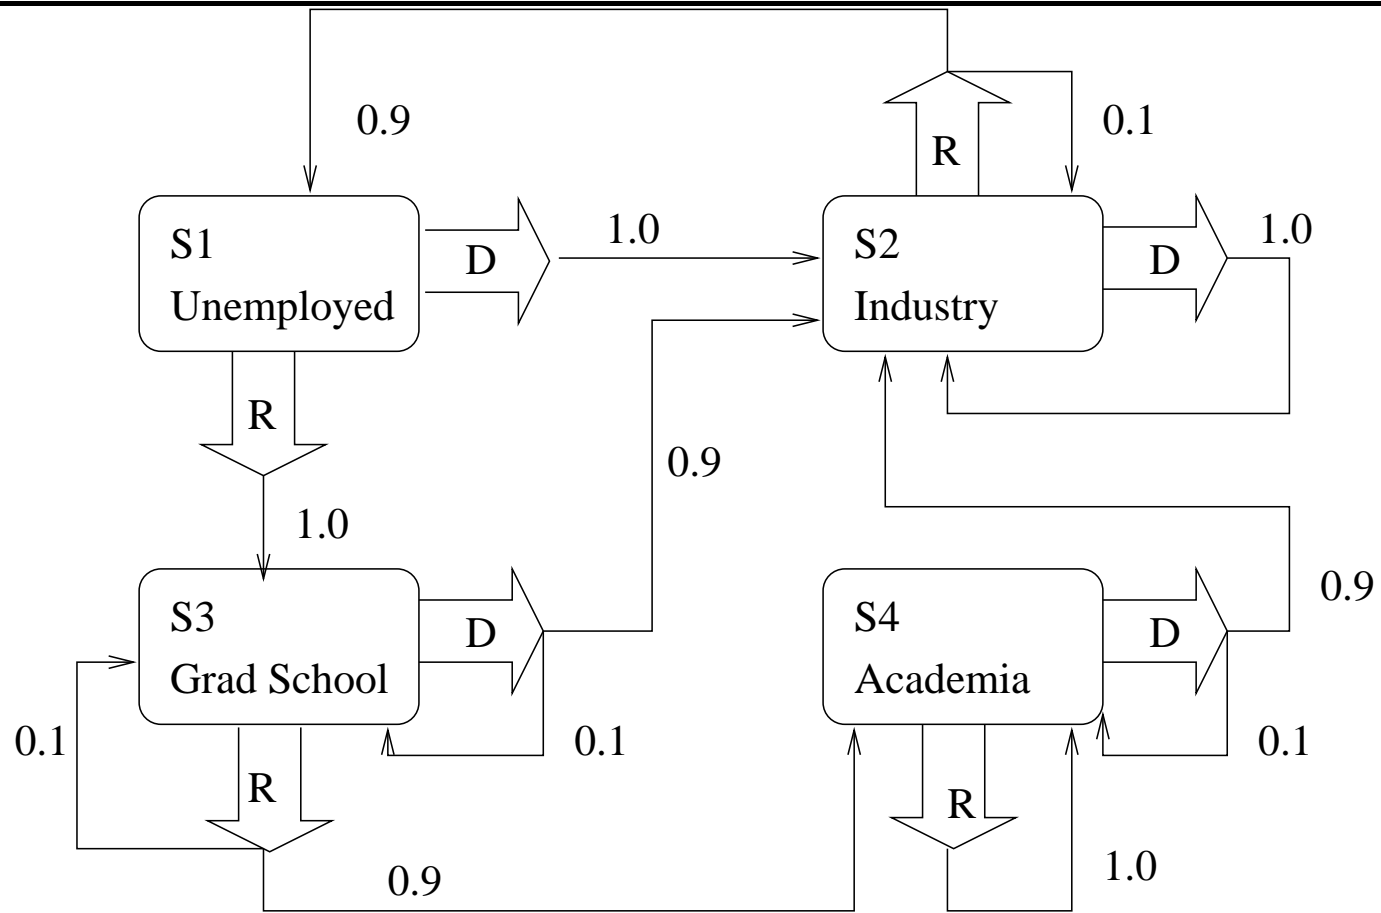 0.9
R
0.1
S1
Unemployed
D
1.0
S2
Industry
D
1.0
R
1.0
0.9
S3
Grad School
D
0.1
R
0.1
0.9
S4
Academia
D
0.9
0.1
R
1.0